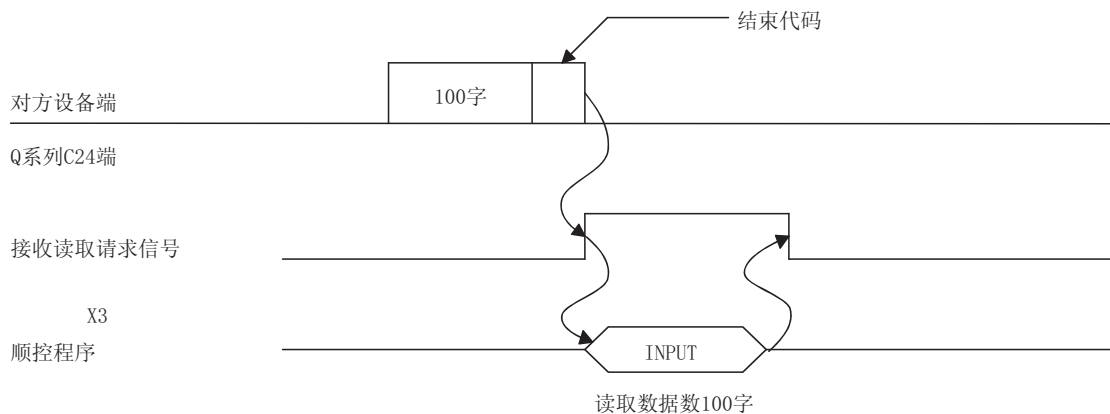 结束代码
100字
对方设备端
Q系列C24端
接收读取请求信号
X3
顺控程序
INPUT
读取数据数100字